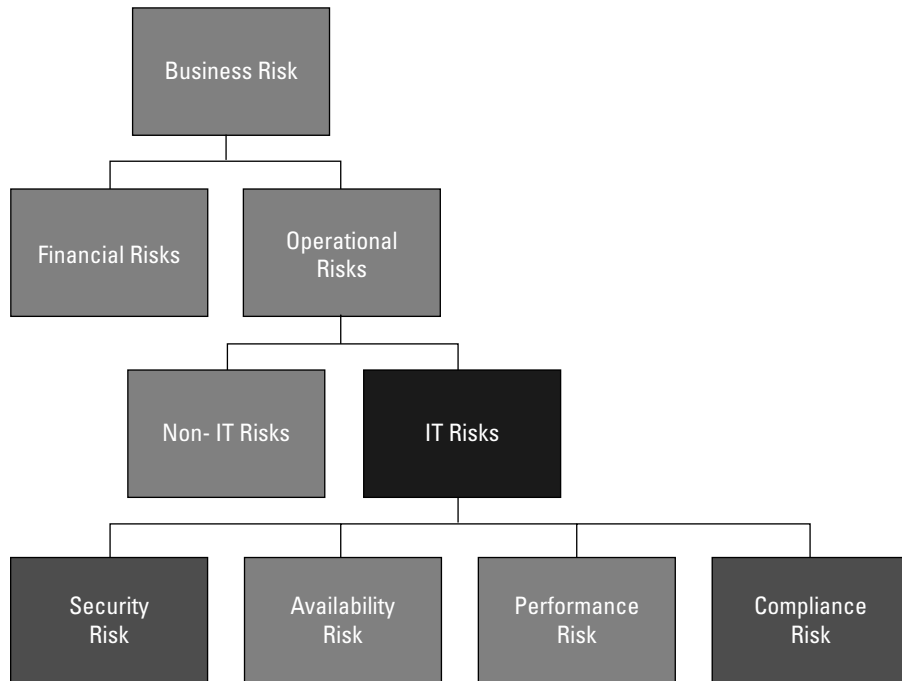 Business Risk
Financial Risks
Operational
Risks
Non- IT Risks
IT Risks
Security
Risk
Availability
Risk
Performance
Risk
Compliance
Risk